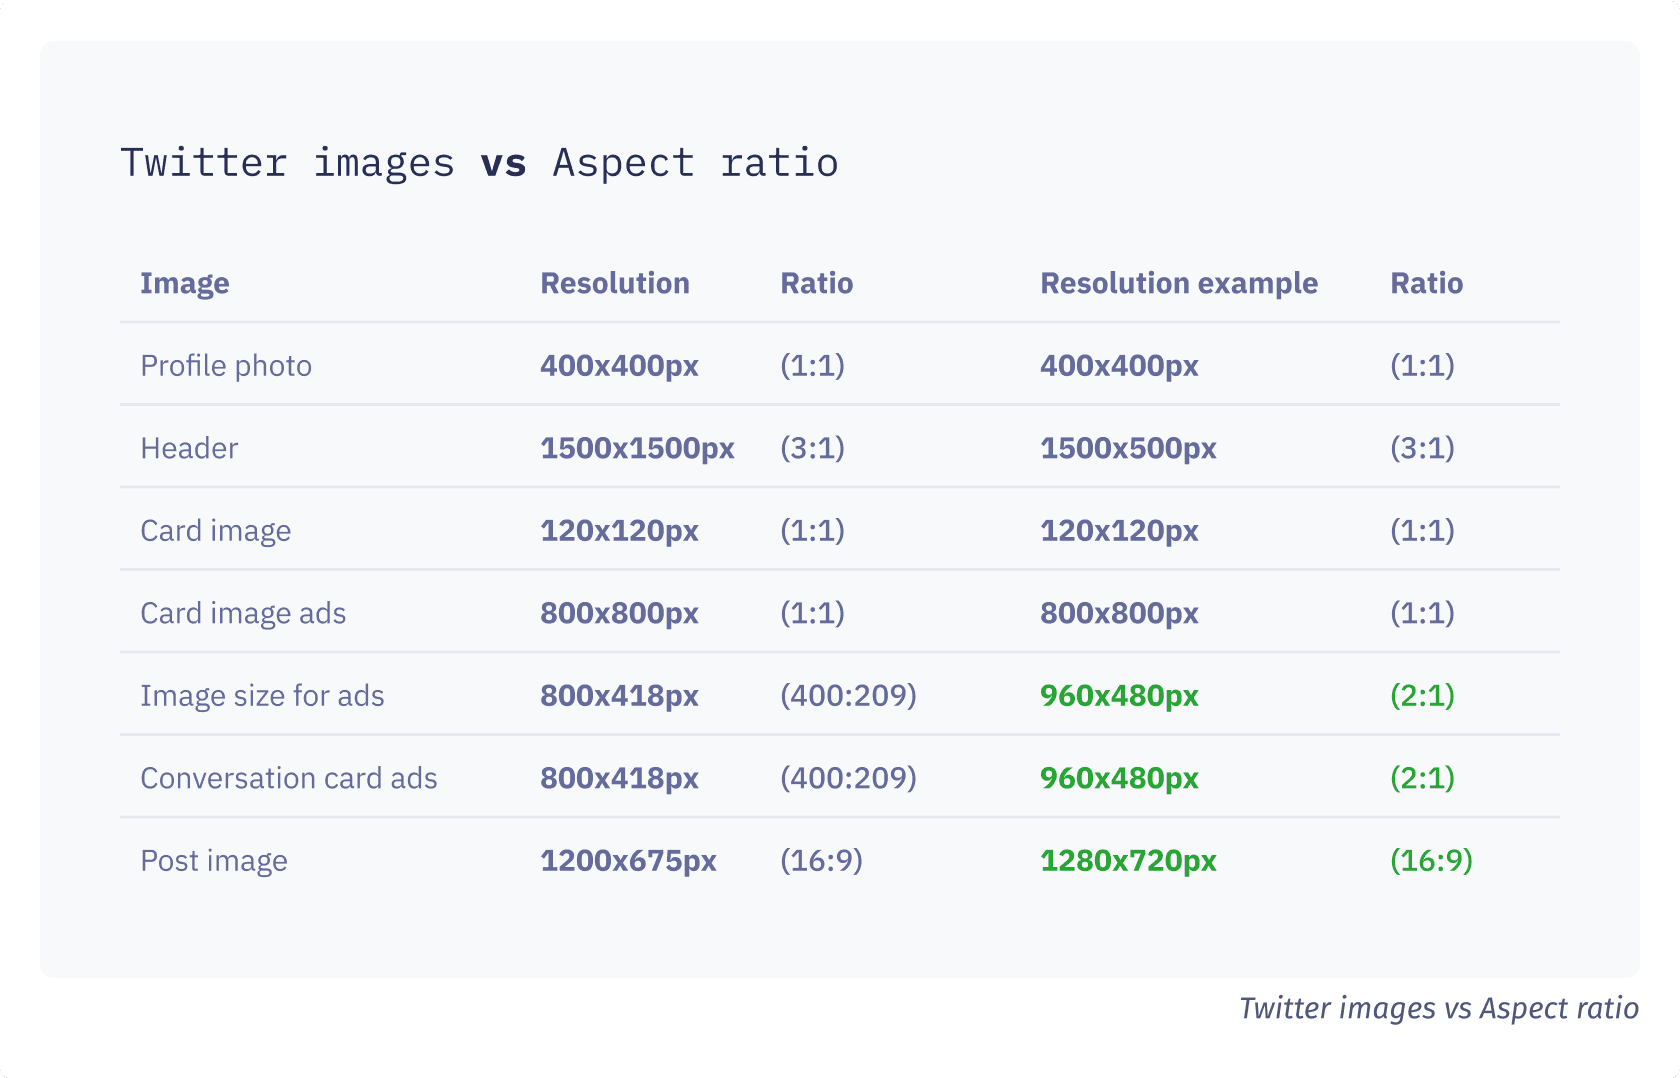 Twitter images vs Aspect ratio
Image Resolution Ratio Resolution example Ratio
Profile photo 400x400px (1:1) 400x400px (1:1)
Header 1500x1500px (3:1) 1500x500px (3:1)
Card image 120x120px (1:1) 120x120px (1:1)
Card image ads 800x800px (1:1) 800x800px (1:1)
Image size for ads 800x418px (400:209) 960x480px (2:1)
Conversation card ads 800x418px (400:209) 960x480px (2:1)
Post image 1200x675px (16:9) 1280x720px (16:9)
Twitter images vs Aspect ratio